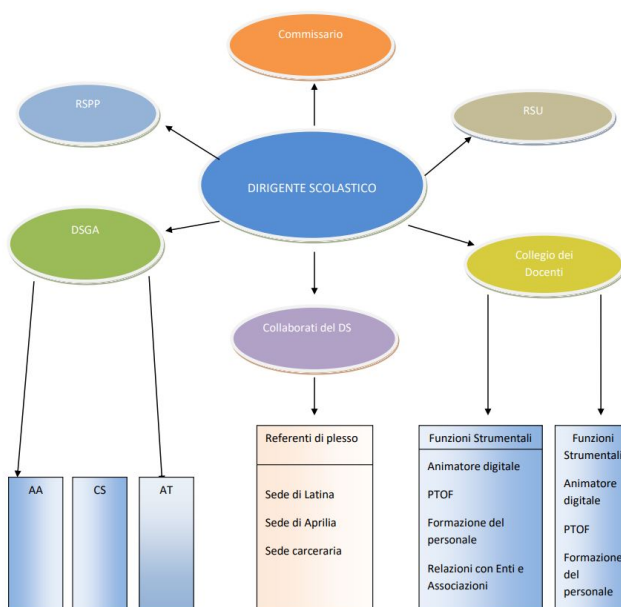 Commissario
RSPP
RSU
DIRIGENTE SCOLASTICO
DSGA
Collegio dei
Docenti
Collaborati del DS
Referenti di plesso
Sede di Latina
Sede di Aprilia
Sede carceraria
Funzioni Strumentali
Animatore digitale
PTOF
Formazione del
personale
Relazioni con Enti e
Associazioni
Funzioni
Strumentali
Animatore
digitale
PTOF
Formazione
del
personale
AA
CS
AT